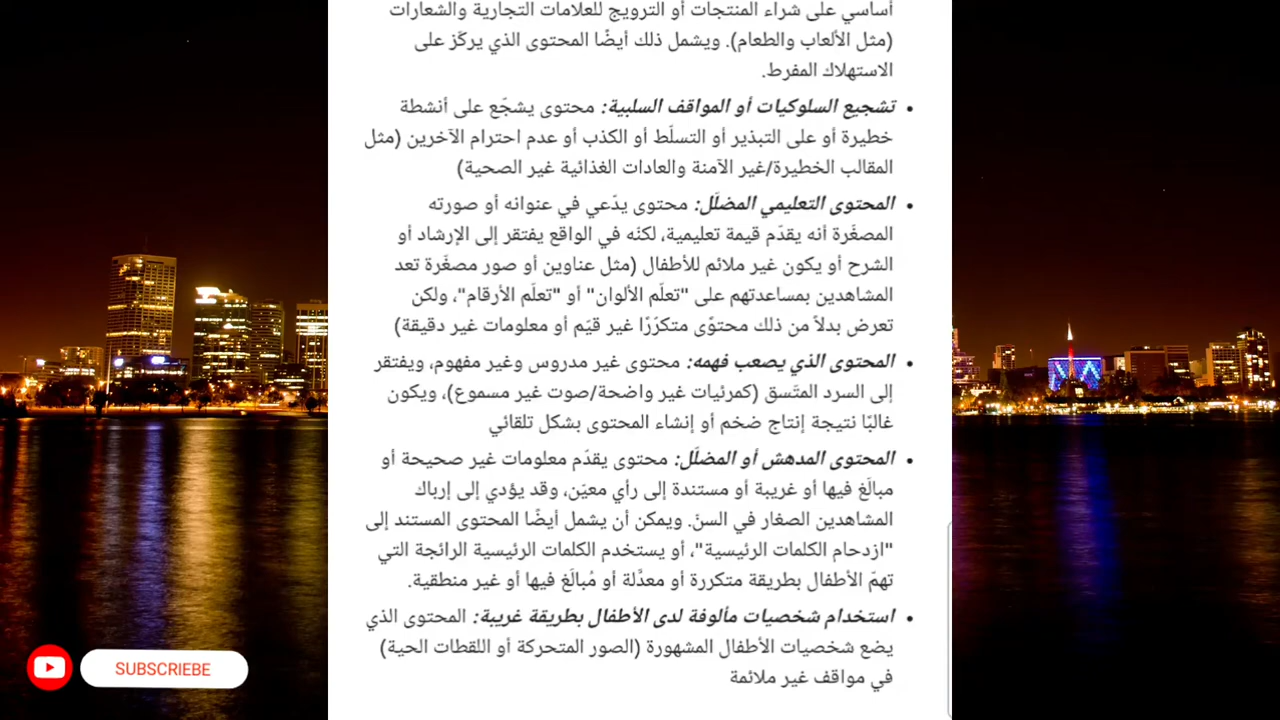 أساسي على شراء المنتجات أو الترويج للعلامات التجارية والشعارات
(مثل الألعاب والطعام). ويشمل ذلك أيضًا المحتوى الذي يركّز على
الاستهلاك المفرط.
• تشجيع السلوكيات أو المواقف السلبية: محتوى يشجّع على أنشطة
خطيرة أو على التبذير أو التسلّط أو الكذب أو عدم احترام الآخرين (مثل
المقالب الخطيرة/غير الآمنة والعادات الغذائية غير الصحية)
• المحتوى التعليمي المضلّل: محتوى يدّعي في عنوانه أو صورته
المصغّرة أنه يقدّم قيمة تعليمية، لكنّه في الواقع يفتقر إلى الإرشاد أو
الشرح أو يكون غير ملائم للأطفال (مثل عناوين أو صور مصغّرة تعد
المشاهدين بمساعدتهم على "تعلّم الألوان" أو "تعلّم الأرقام"، ولكن
تعرض بدلاً من ذلك محتوًى متكرّرًا غير قيّم أو معلومات غير دقيقة)
• المحتوى الذي يصعب فهمه: محتوى غير مدروس وغير مفهوم، ويفتقر
إلى السرد المتّسق (كمرئيات غير واضحة/صوت غير مسموع)، ويكون
غالبًا نتيجة إنتاج ضخم أو إنشاء المحتوى بشكل تلقائي
• المحتوى المدهش أو المضلّل: محتوى يقدّم معلومات غير صحيحة أو
مبالَغ فيها أو غريبة أو مستندة إلى رأي معيّن، وقد يؤدي إلى إرباك
المشاهدين الصغار في السنّ. ويمكن أن يشمل أيضًا المحتوى المستند إلى
"ازدحام الكلمات الرئيسية"، أو يستخدم الكلمات الرئيسية الرائجة التي
تهمّ الأطفال بطريقة متكررة أو معدَّلة أو مُبالَغ فيها أو غير منطقية.
• استخدام شخصيات مألوفة لدى الأطفال بطريقة غريبة: المحتوى الذي
يضع شخصيات الأطفال المشهورة (الصور المتحركة أو اللقطات الحية)
في مواقف غير ملائمة
SUBSCRIEBE